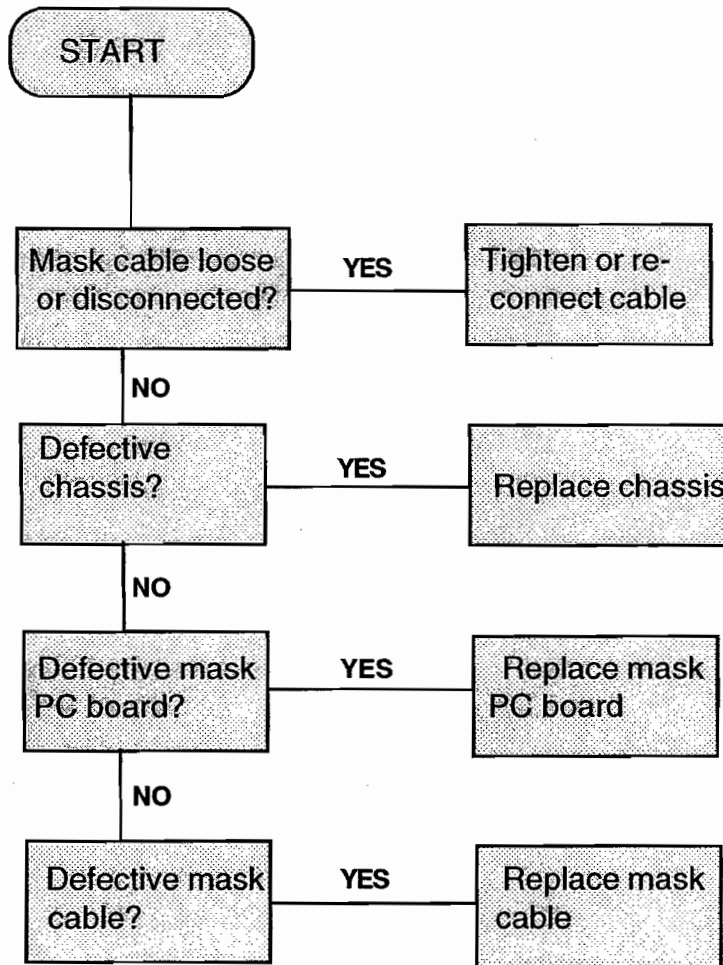 START
Mask cable loose
or disconnected?
YES
Tighten or re-
connect cable
NO
Defective
chassis?
YES
Replace chassis
NO
Defective mask
PC board?
YES
Replace mask
PC board
NO
Defective mask
cable?
YES
Replace mask
cable